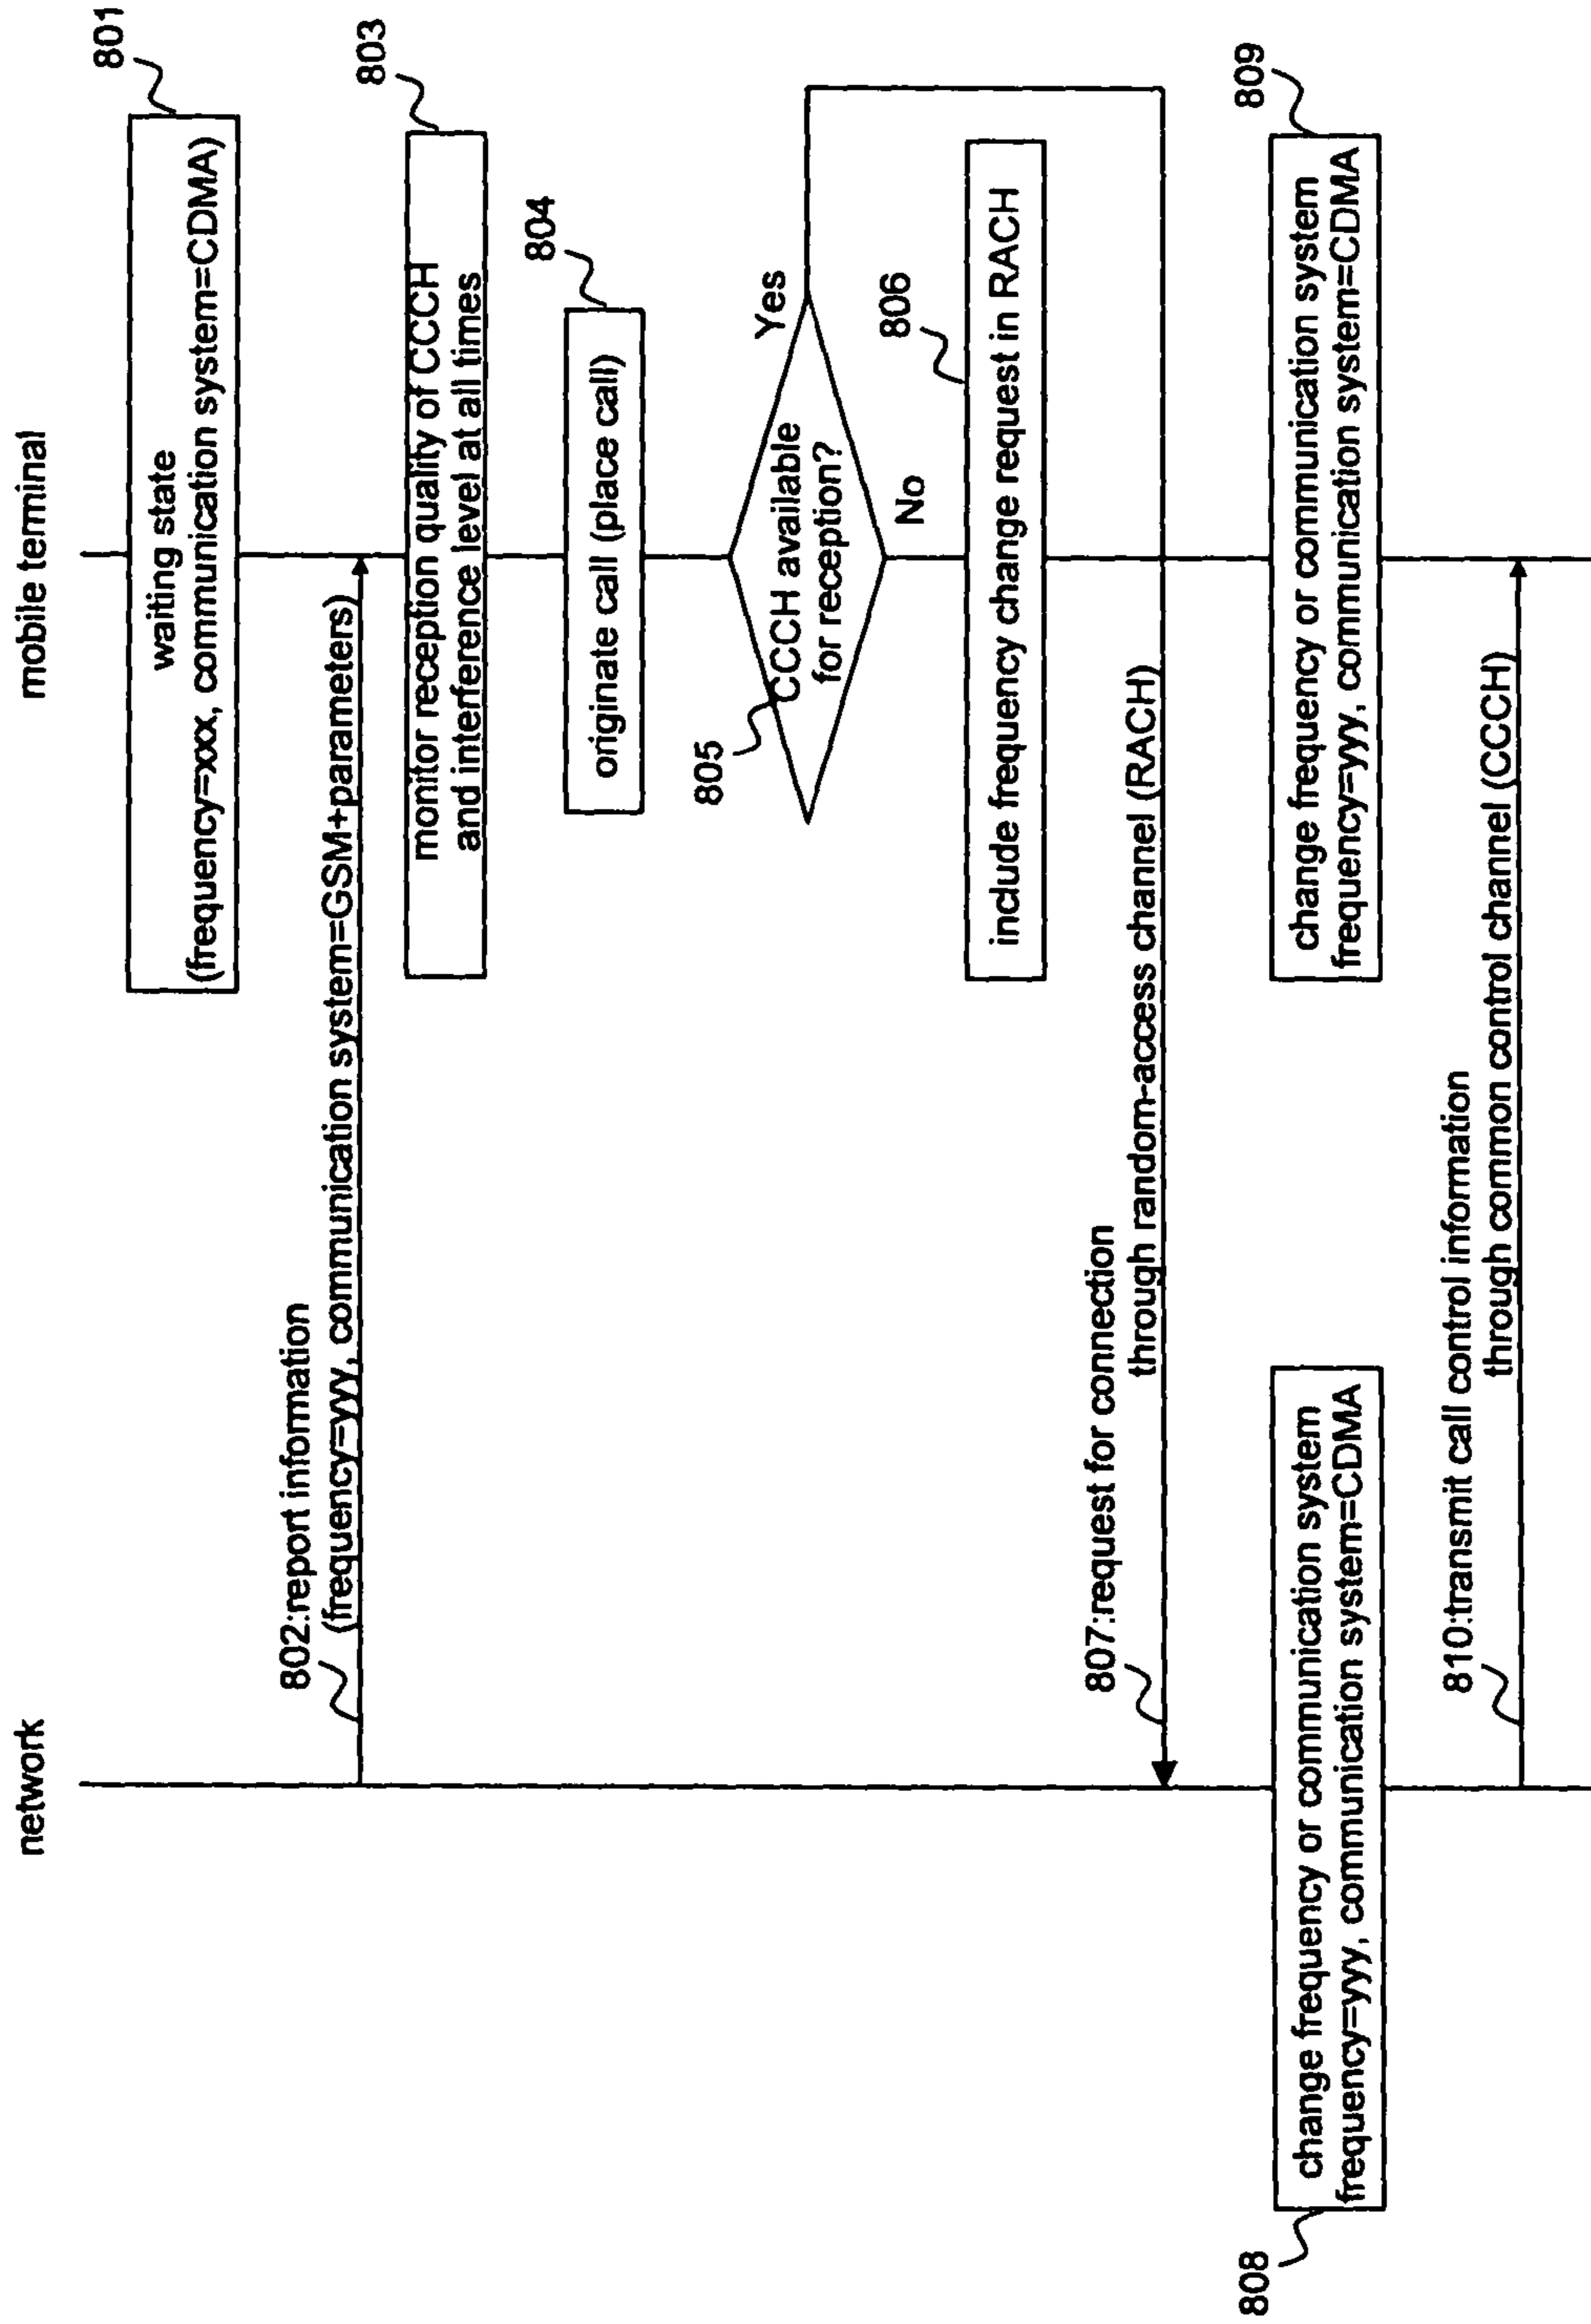 network
mobile terminal
801
waiting state
(frequency=xxx, communication system=CDMA)
802:report information
(frequency=yyy, communication system=GSM+parameters)
803
monitor reception quality of CCCH
and interference level at all times
804
originate call (place call)
805
CCCH available
for reception?
Yes
No
806
include frequency change request in RACH
807:request for connection
through random-access channel (RACH)
808
change frequency or communication system
frequency=yyy, communication system=CDMA
809
change frequency or communication system
frequency=yyy, communication system=CDMA
810:transmit call control information
through common control channel (CCCH)